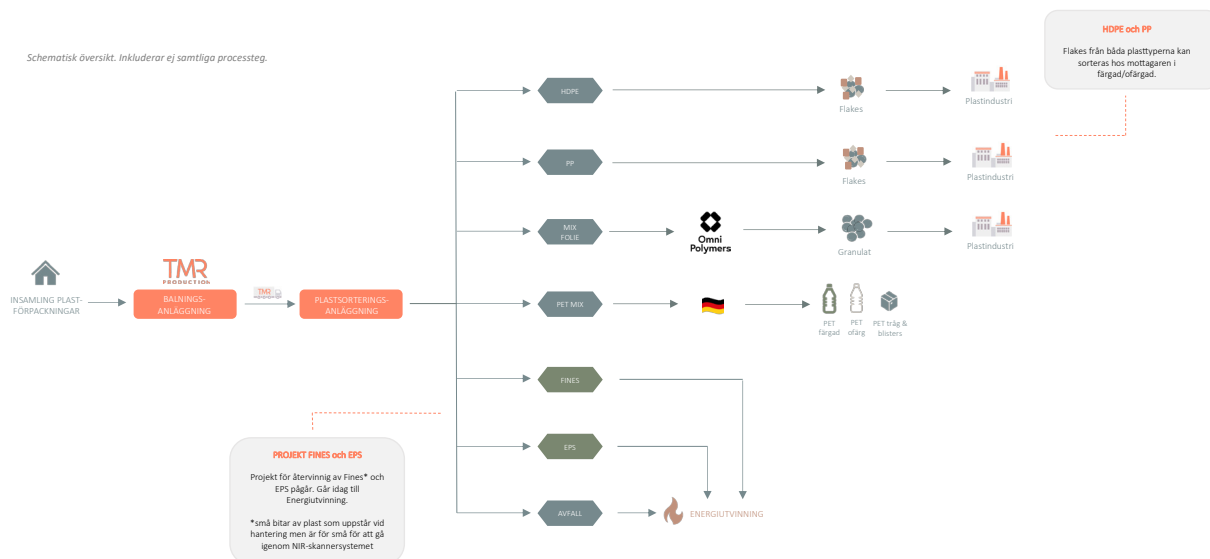 Schematisk översikt. Inkluderar ej samtliga processteg.
HDPE och PP
Flakes från båda plasttyperna kan
sorteras hos mottagaren i
färgad/ofärgad.
HDPE
Flakes
Plastindustri
PP
Flakes
Plastindustri
MIX
FOLIE
Omni
Polymers
Granulat
Plastindustri
INSAMLING PLAST-
FÖRPACKNINGAR
TMR
PRODUCTION
BALNINGS-
ANLÄGGNING
TMR
PLASTSORTERINGS-
ANLÄGGNING
PET MIX
PET
färgad
PET
ofärg
PET tråg &
blisters
FINES
EPS
AVFALL
ENERGIUTVINNING
PROJEKT FINES och EPS
Projekt för återvinnig av Fines* och
EPS pågår. Går idag till
Energiutvinning.
*små bitar av plast som uppstår vid
hantering men är för små för att gå
igenom NIR-skannersystemet